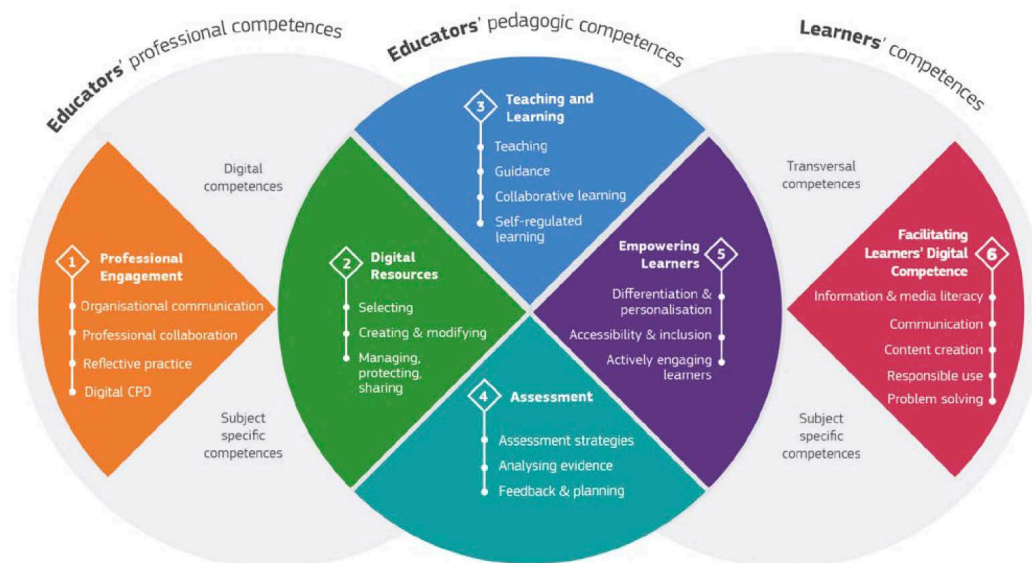 Educators' professional competences
Educators' pedagogic competences
Learners' competences
Digital
competences
Subject
specific
competences
Transversal
competences
Subject
specific
competences
1
Professional
Engagement
Organisational communication
Professional collaboration
Reflective practice
Digital CPD
2
Digital
Resources
Selecting
Creating & modifying
Managing,
protecting,
sharing
3
Teaching and
Learning
Teaching
Guidance
Collaborative learning
Self-regulated
learning
4
Assessment
Assessment strategies
Analysing evidence
Feedback & planning
5
Empowering
Learners
Differentiation &
personalisation
Accessibility & inclusion
Actively engaging
learners
6
Facilitating
Learners' Digital
Competence
Information & media literacy
Communication
Content creation
Responsible use
Problem solving